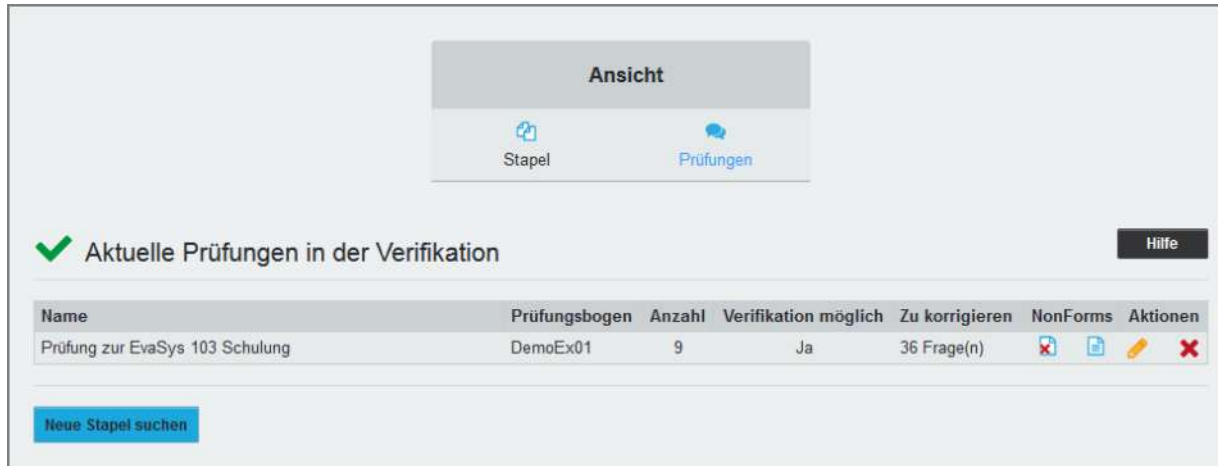 Ansicht
Stapel Prüfungen
Aktuelle Prüfungen in der Verifikation Hilfe
Name Prüfungsbogen Anzahl Verifikation möglich Zu korrigieren NonForms Aktionen
Prüfung zur EvaSys 103 Schulung DemoEx01 9 Ja 36 Frage(n)
Neue Stapel suchen